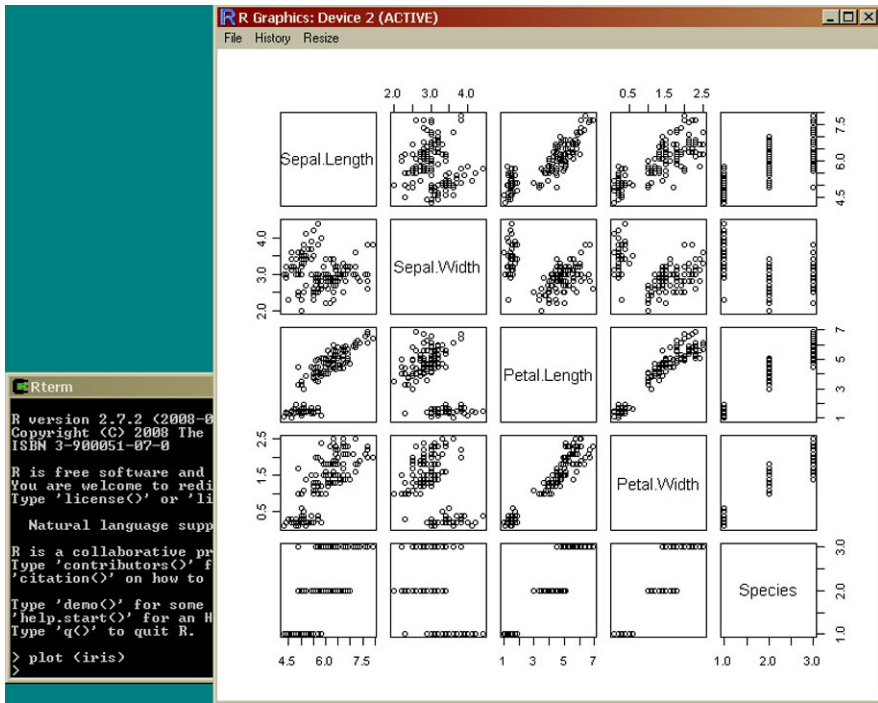 R Graphics: Device 2 (ACTIVE)
File History Resize
2.0 3.0 4.0
0.5 1.5 2.5
Sepal.Length
4.5 6.0 7.5
2.0 3.0 4.0
Sepal.Width
Petal.Length
1 3 5 7
0.5 1.5 2.5
Petal.Width
Species
1.0 2.0 3.0
4.5 6.0 7.5
1 3 5 7
1.0 2.0 3.0
Rterm
R version 2.7.2 (2008-0
Copyright (C) 2008 The
ISBN 3-900051-07-0
R is free software and
You are welcome to redi
Type 'license()' or 'li
Natural language supp
R is a collaborative pr
Type 'contributors()' f
'citation()' on how to
Type 'demo()' for some
'help.start()' for an H
Type 'q()' to quit R.
> plot (iris)
>